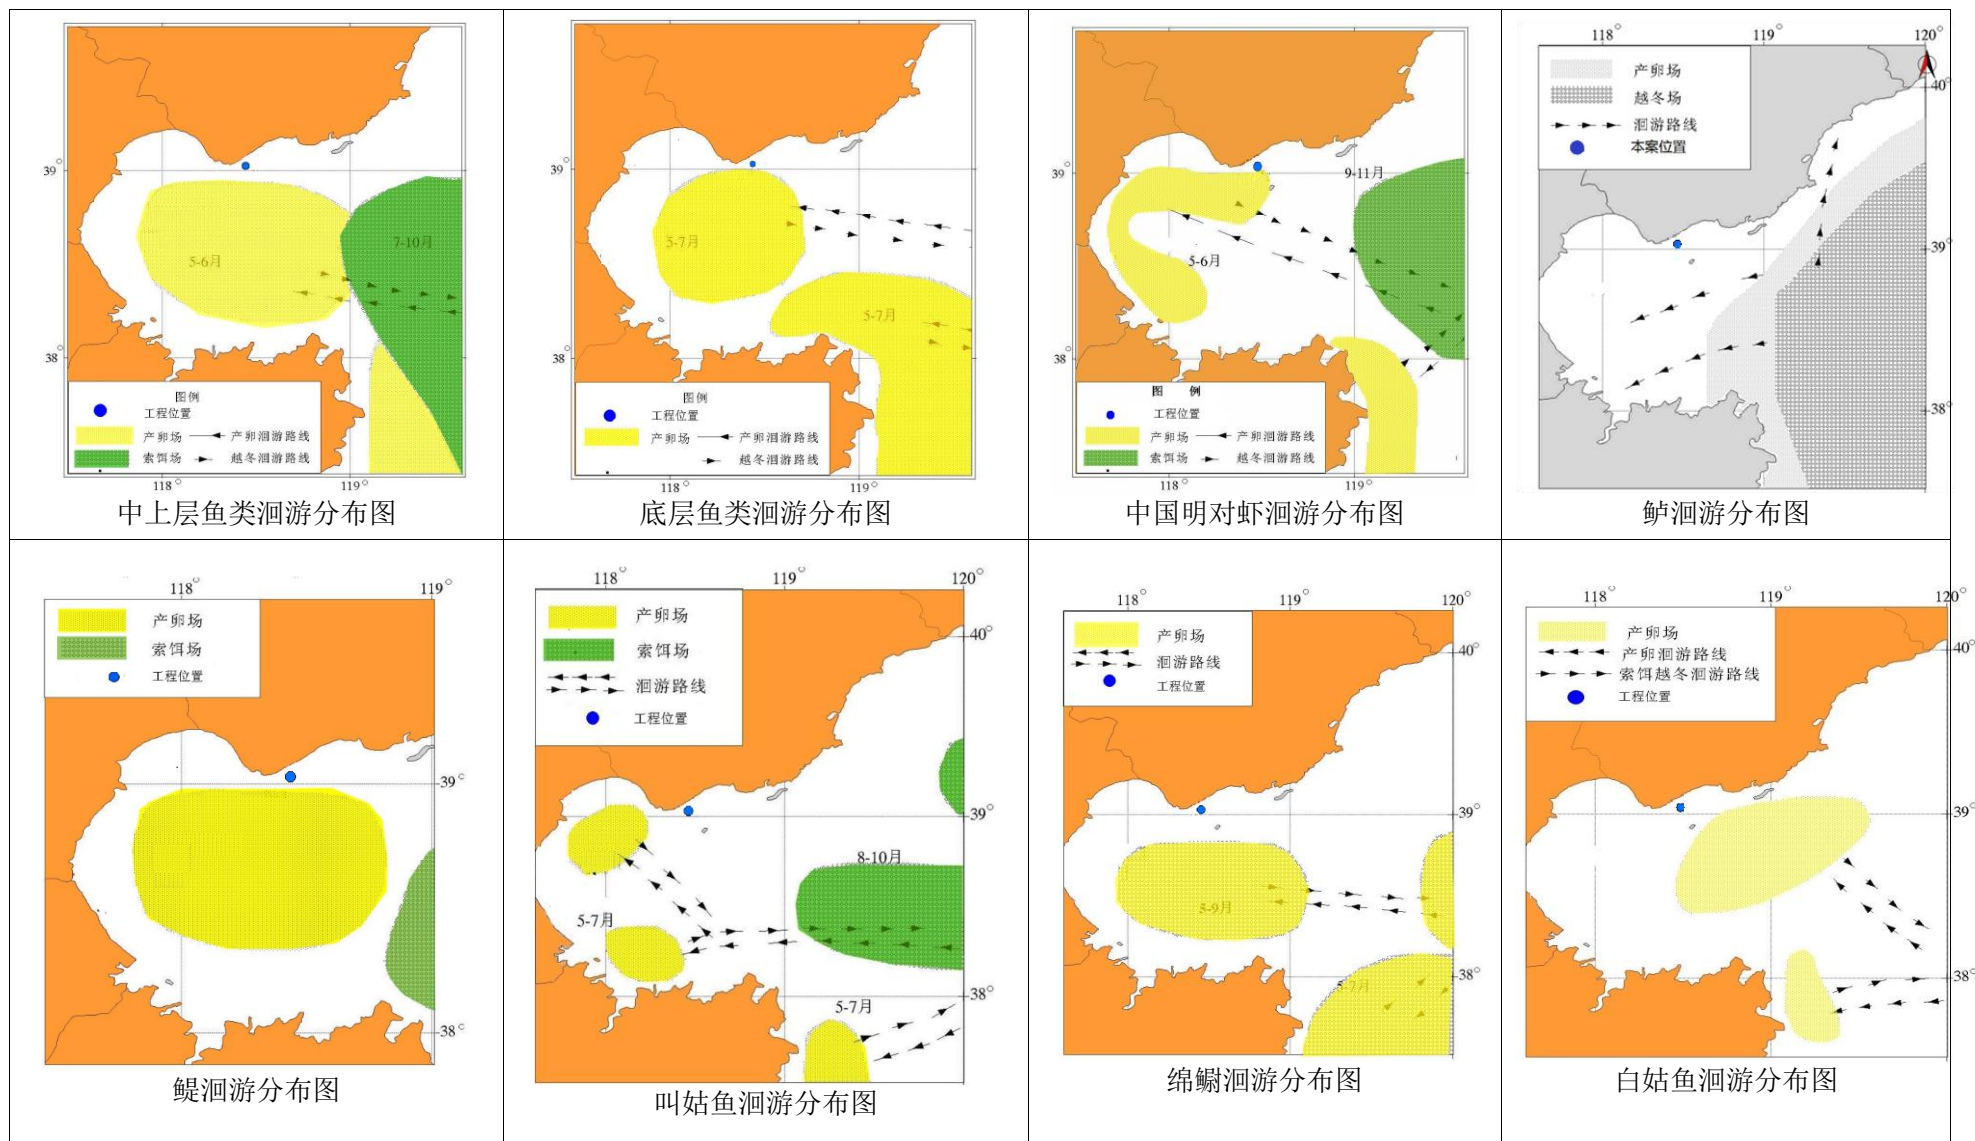 39°
38°
7-10月
5-6月
图例
工程位置
产卵场
产卵洄游路线
索饵场
越冬洄游路线
118°
119°
中上层鱼类洄游分布图
39°
38°
5-7月
5-7月
图例
工程位置
产卵场
产卵洄游路线
越冬洄游路线
118°
119°
底层鱼类洄游分布图
39°
38°
9-11月
5-6月
图 例
工程位置
产卵场
产卵洄游路线
索饵场
越冬洄游路线
118°
119°
中国明对虾洄游分布图
118°
119°
120°
产卵场
越冬场
洄游路线
本案位置
40°
39°
38°
鲈洄游分布图
118°
119°
产卵场
索饵场
工程位置
39°
38°
鳀洄游分布图
118°
119°
120°
产卵场
索饵场
洄游路线
工程位置
40°
39°
38°
8-10月
5-7月
5-7月
叫姑鱼洄游分布图
118°
119°
120°
产卵场
洄游路线
工程位置
40°
39°
38°
5-9月
5-7月
绵鳚洄游分布图
118°
119°
120°
产卵场
产卵洄游路线
索饵越冬洄游路线
工程位置
40°
39°
38°
白姑鱼洄游分布图